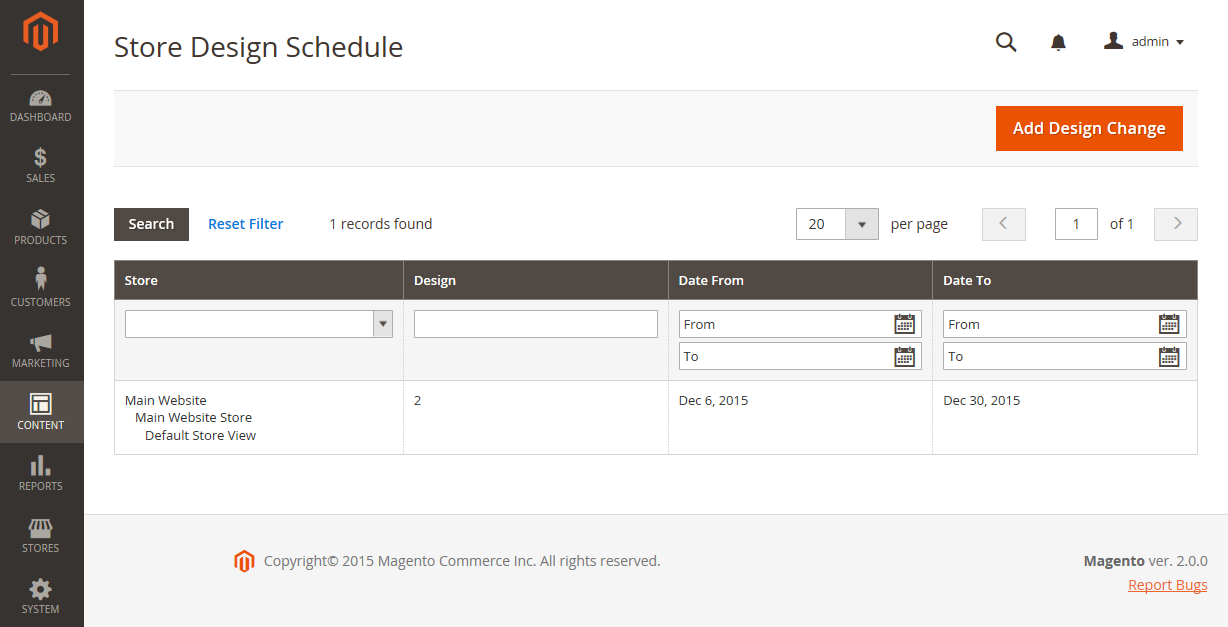 Store Design Schedule
admin
DASHBOARD
SALES
PRODUCTS
CUSTOMERS
MARKETING
CONTENT
REPORTS
STORES
SYSTEM
Add Design Change
Search Reset Filter 1 records found 20 per page 1 of 1
Store Design Date From Date To
From From
To To
Main Website 2 Dec 6, 2015 Dec 30, 2015
Main Website Store
Default Store View
Copyright© 2015 Magento Commerce Inc. All rights reserved. Magento ver. 2.0.0
Report Bugs